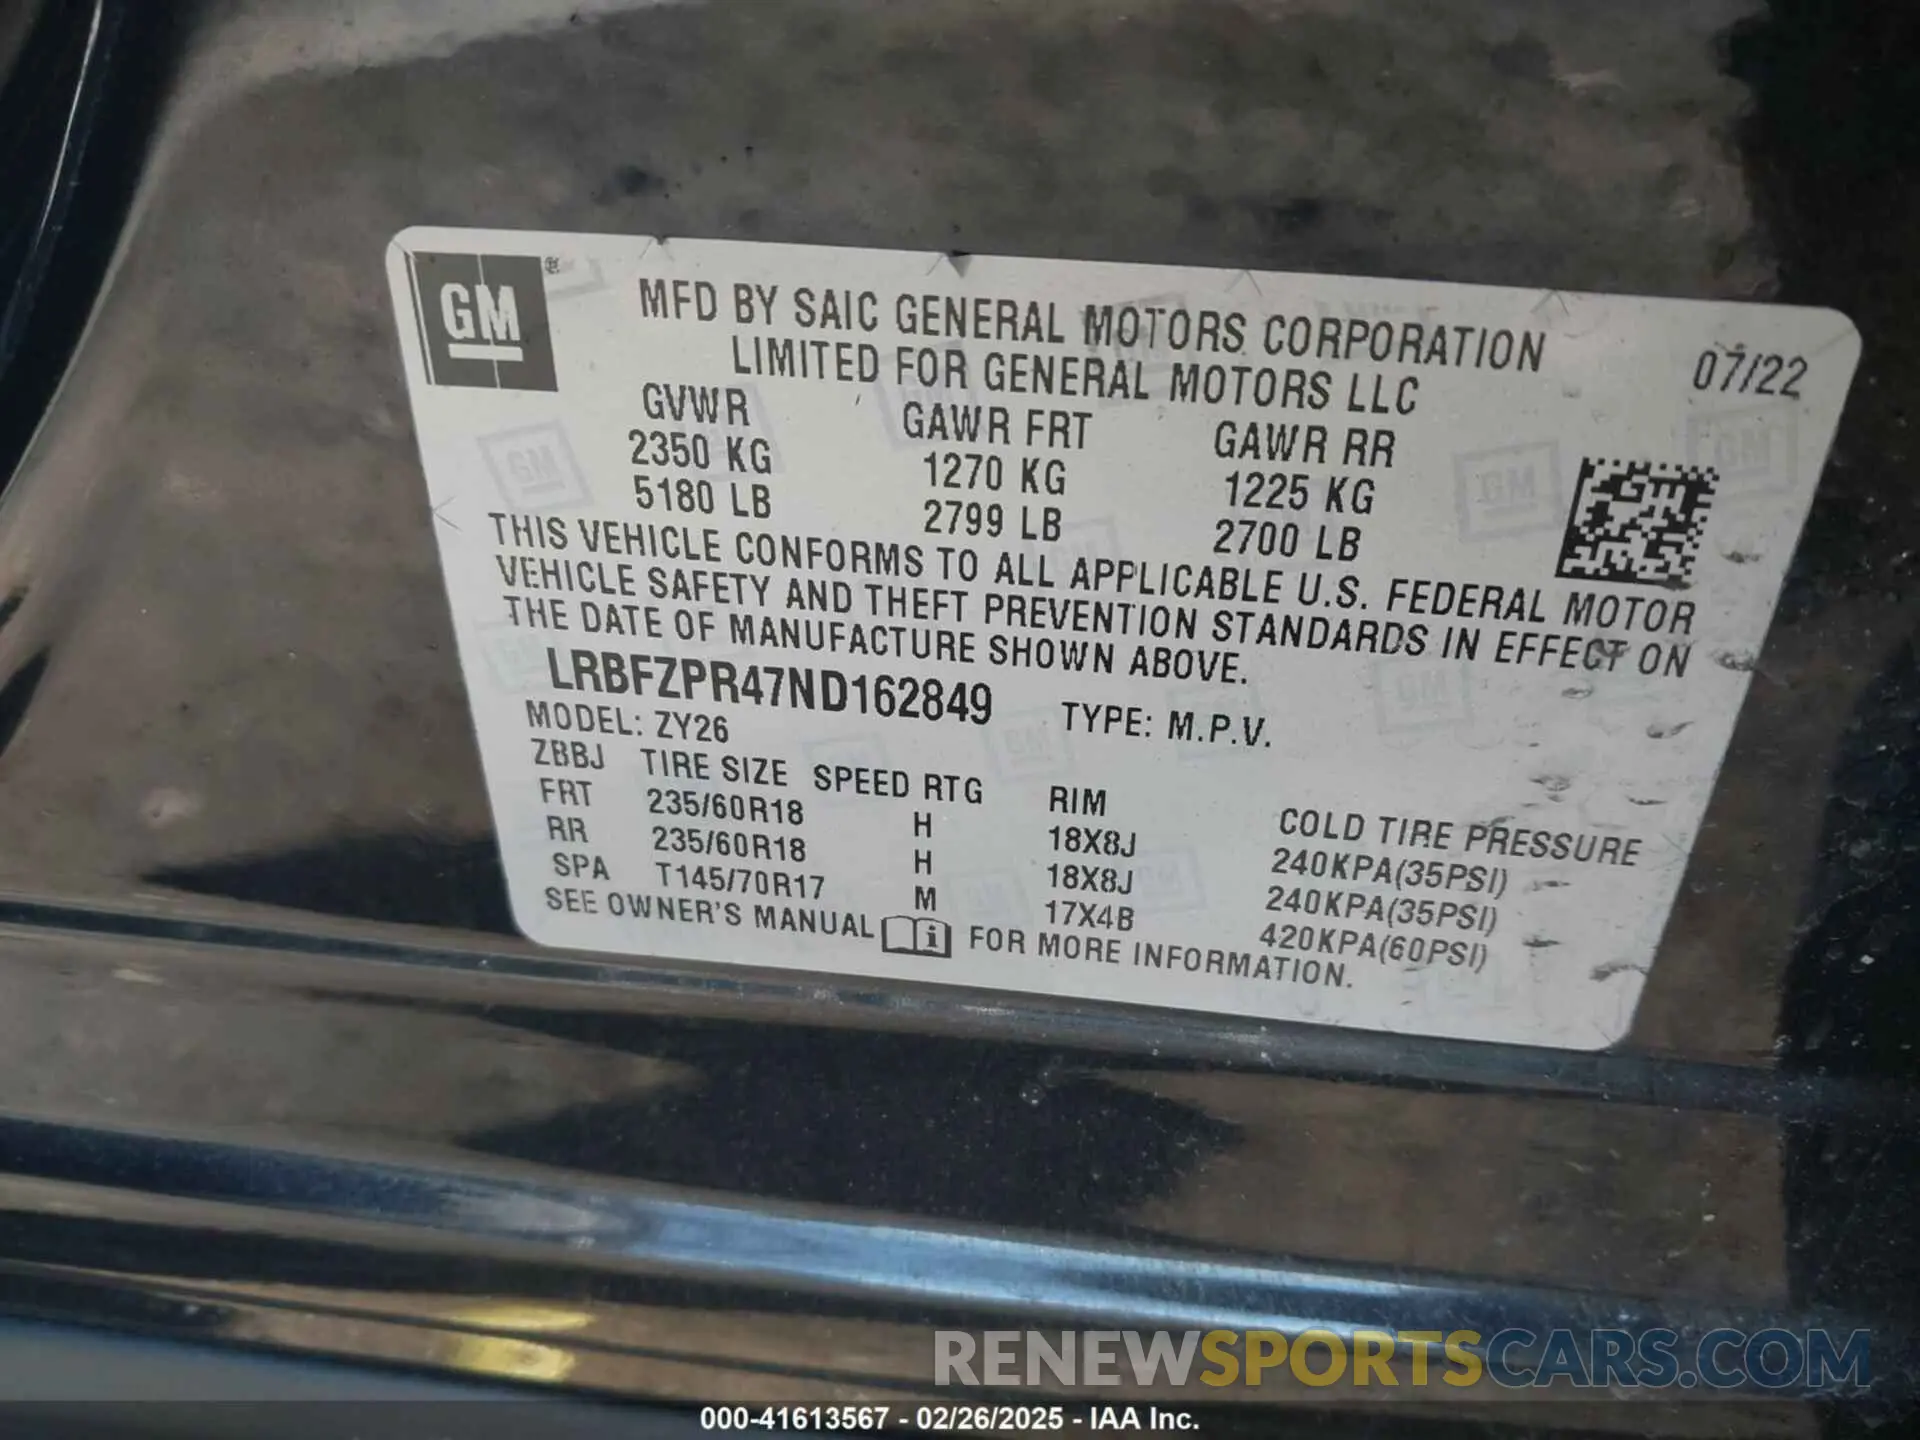 GM
®
MFD BY SAIC GENERAL MOTORS CORPORATION
LIMITED FOR GENERAL MOTORS LLC
07/22
GVWR GAWR FRT GAWR RR
2350 KG 1270 KG 1225 KG
5180 LB 2799 LB 2700 LB
THIS VEHICLE CONFORMS TO ALL APPLICABLE U.S. FEDERAL MOTOR
VEHICLE SAFETY AND THEFT PREVENTION STANDARDS IN EFFECT ON
THE DATE OF MANUFACTURE SHOWN ABOVE.
LRBFZPR47ND162849 TYPE: M.P.V.
MODEL: ZY26
ZBBJ TIRE SIZE SPEED RTG RIM COLD TIRE PRESSURE
FRT 235/60R18 H 18X8J 240KPA(35PSI)
RR 235/60R18 H 18X8J 240KPA(35PSI)
SPA T145/70R17 M 17X4B 420KPA(60PSI)
SEE OWNER'S MANUAL i FOR MORE INFORMATION.
RENEWSPORTSCARS.COM
000-41613567 - 02/26/2025 - IAA Inc.